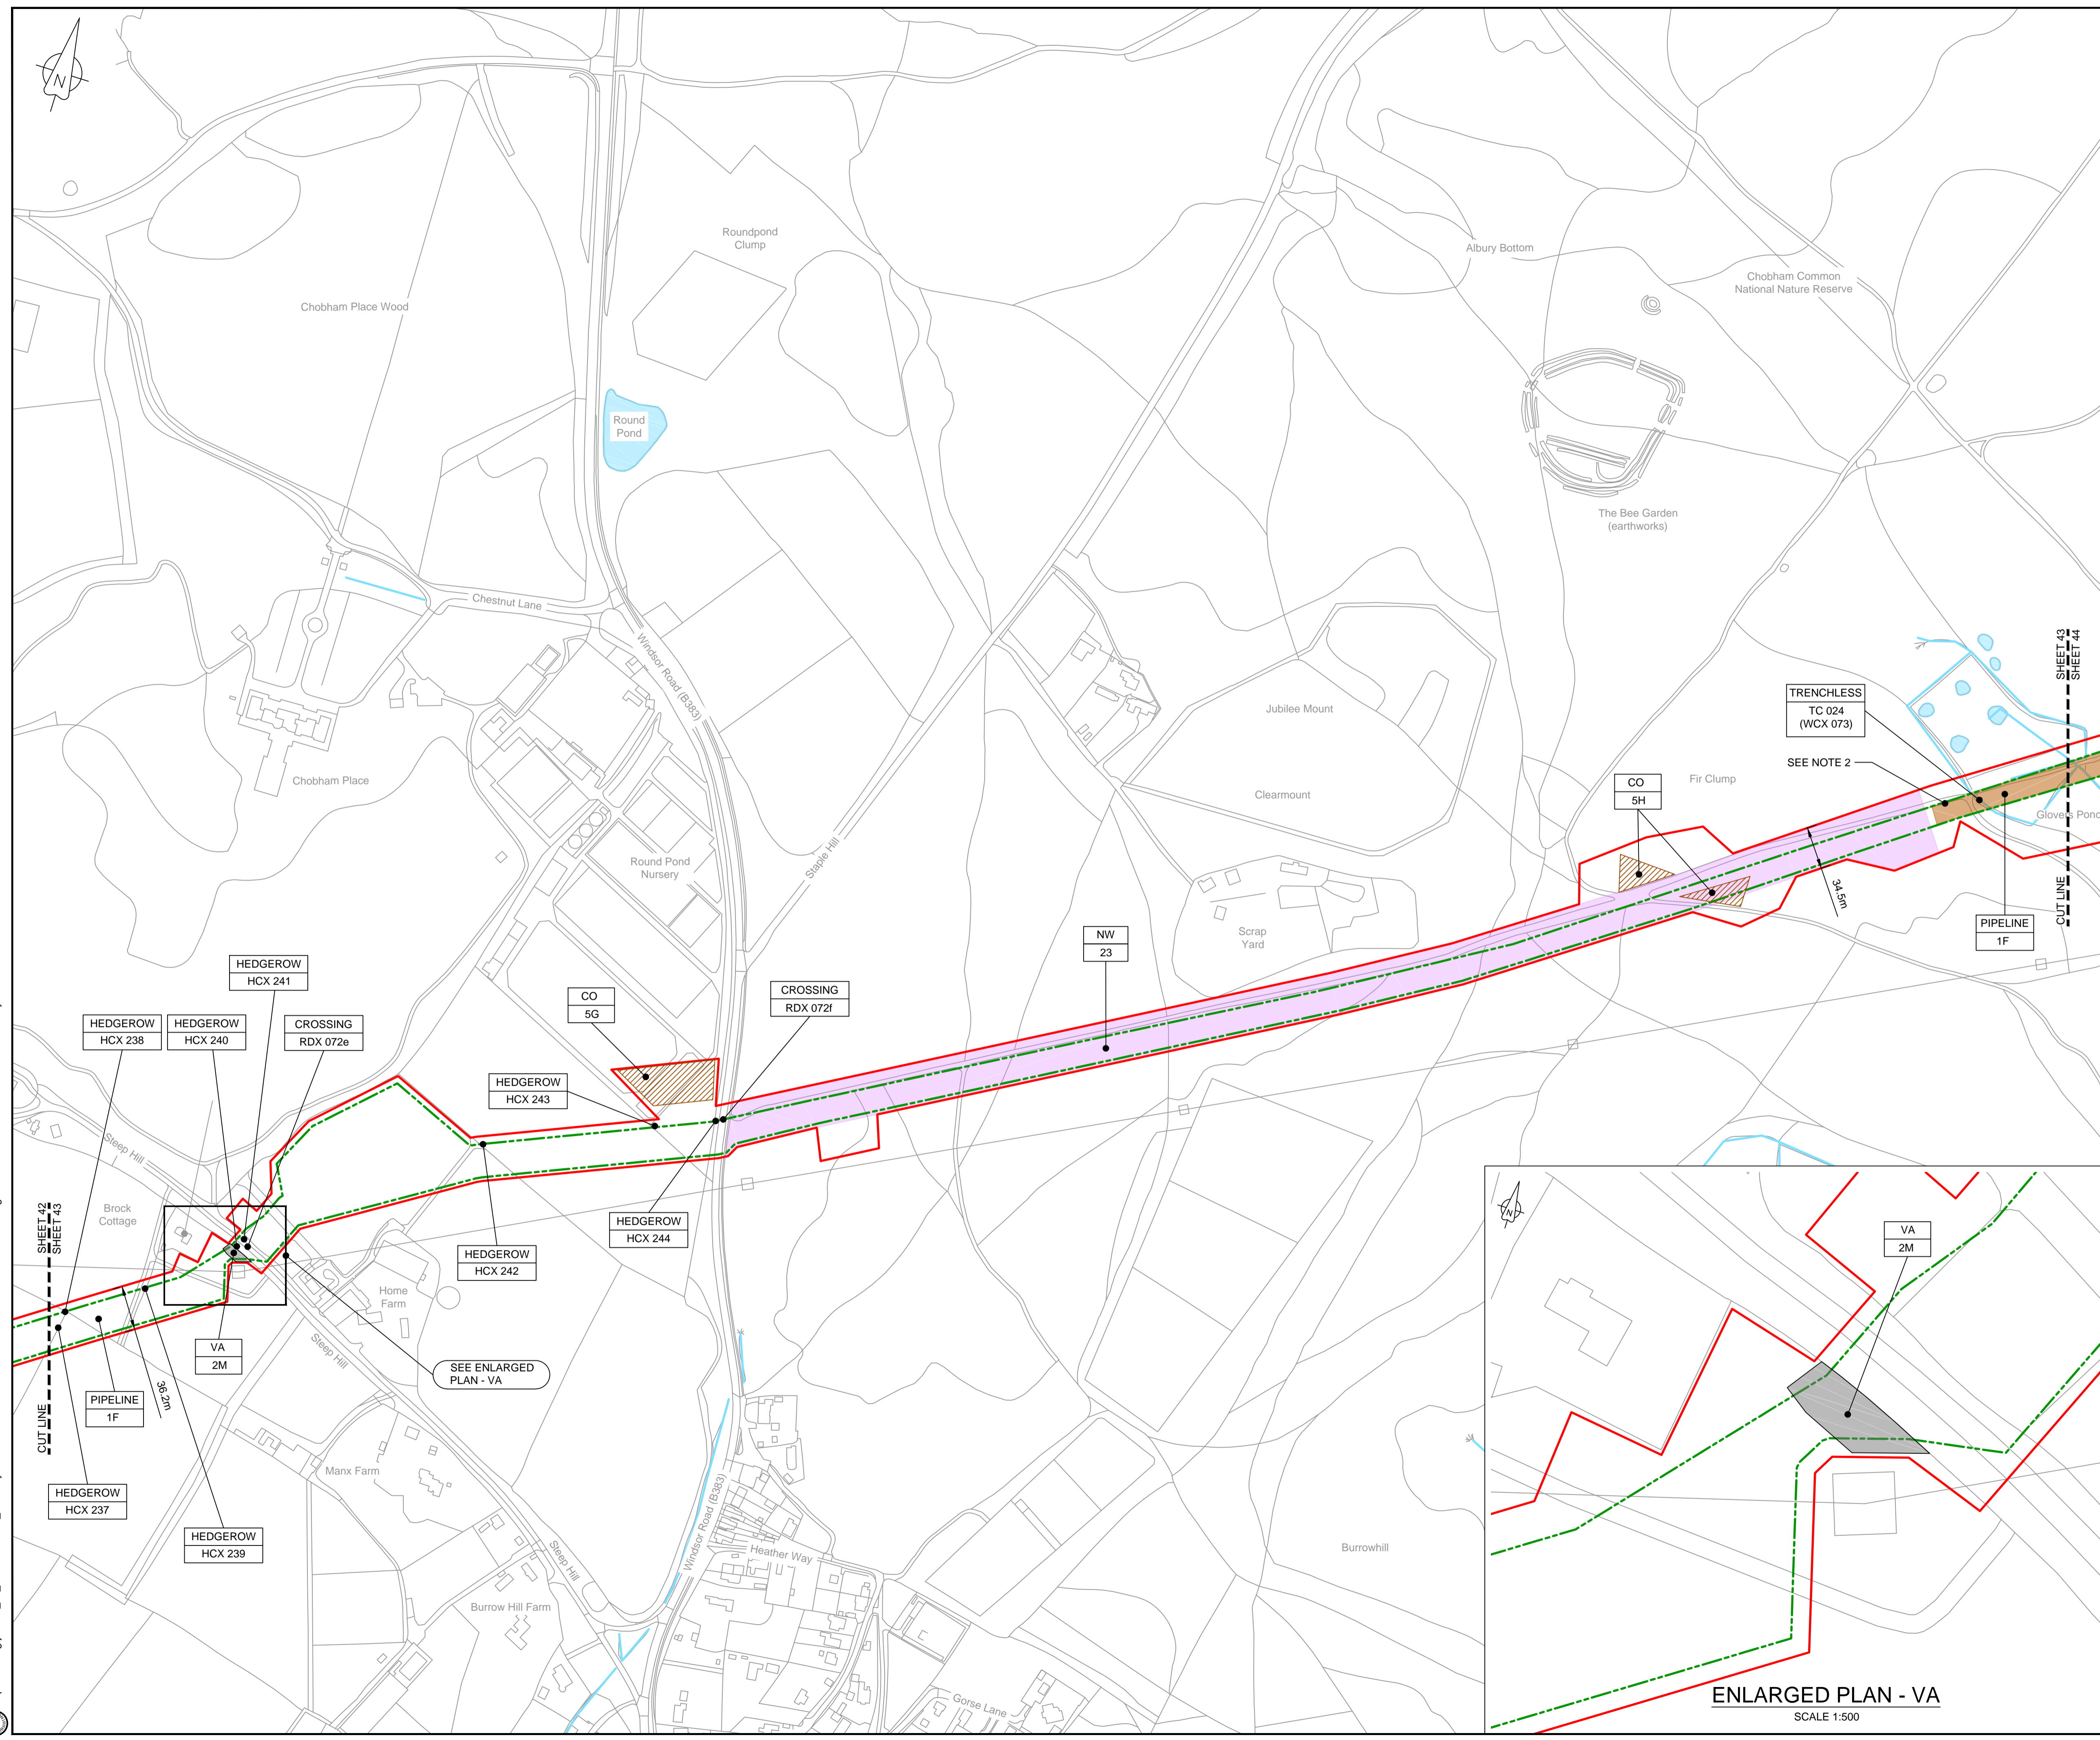 N
Roundpond
Clump
Albury Bottom
Chobham Common
National Nature Reserve
Chobham Place Wood
Round
Pond
The Bee Garden
(earthworks)
Chestnut Lane
Windsor Road (B383)
SHEET 43
SHEET 44
TRENCHLESS
TC 024
(WCX 073)
Jubilee Mount
SEE NOTE 2
Chobham Place
Fir Clump
CO
5H
Clearmount
Glovers Pond
Round Pond
Nursery
Staple Hill
34.5m
CUT LINE
PIPELINE
1F
NW
23
Scrap
Yard
HEDGEROW
HCX 241
CO
5G
CROSSING
RDX 072f
HEDGEROW
HCX 238
HEDGEROW
HCX 240
CROSSING
RDX 072e
HEDGEROW
HCX 243
Steep Hill
Brock
Cottage
SHEET 42
SHEET 43
HEDGEROW
HCX 244
HEDGEROW
HCX 242
Home
Farm
VA
2M
Steep Hill
SEE ENLARGED
PLAN - VA
PIPELINE
1F
36.2m
CUT LINE
Manx Farm
HEDGEROW
HCX 237
HEDGEROW
HCX 239
Windsor Road (B383)
Steep Hill
Heather Way
Burrowhill
Burrow Hill Farm
Gorse Lane
N
VA
2M
ENLARGED PLAN - VA
SCALE 1:500